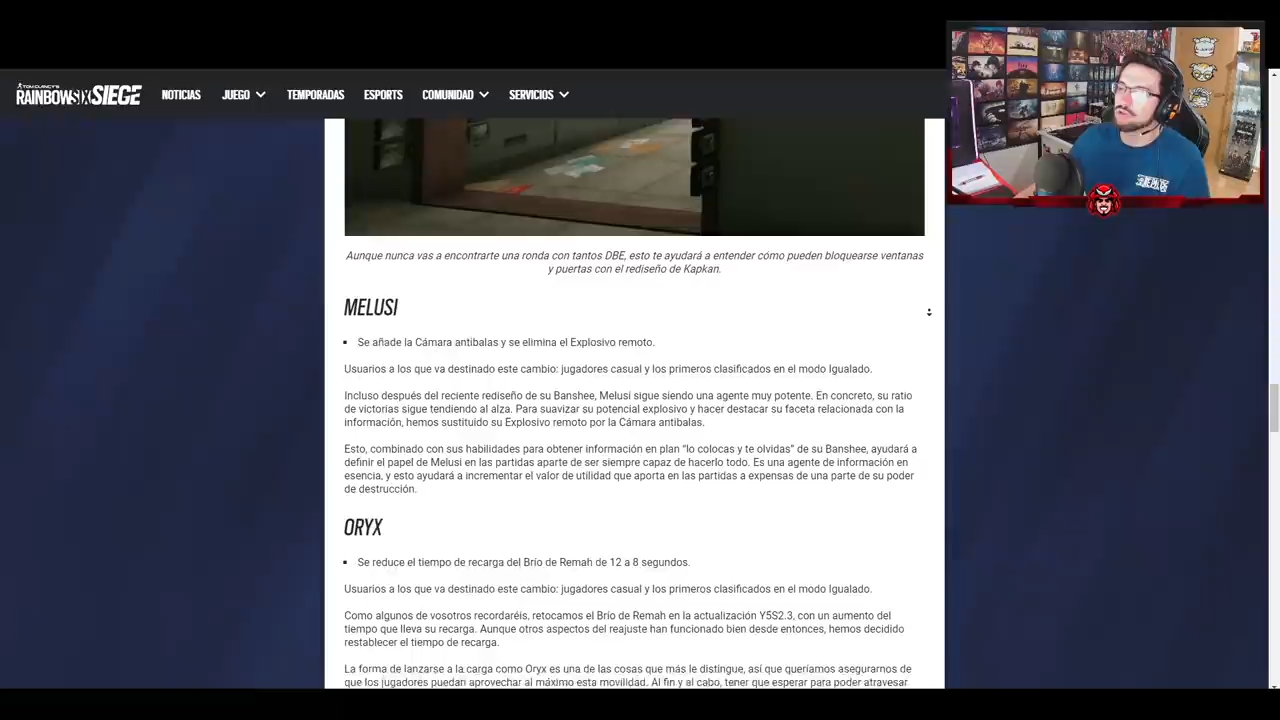 TOM CLANCY'S
RAINBOWSIX SIEGE
NOTICIAS
JUEGO
TEMPORADAS
ESPORTS
COMUNIDAD
SERVICIOS
Aunque nunca vas a encontrarte una ronda con tantos DBE, esto te ayudará a entender cómo pueden bloquearse ventanas
y puertas con el rediseño de Kapkan.
MELUSI
▪ Se añade la Cámara antibalas y se elimina el Explosivo remoto.
Usuarios a los que va destinado este cambio: jugadores casual y los primeros clasificados en el modo Igualado.
Incluso después del reciente rediseño de su Banshee, Melusi sigue siendo una agente muy potente. En concreto, su ratio
de victorias sigue tendiendo al alza. Para suavizar su potencial explosivo y hacer destacar su faceta relacionada con la
información, hemos sustituido su Explosivo remoto por la Cámara antibalas.
Esto, combinado con sus habilidades para obtener información en plan "lo colocas y te olvidas" de su Banshee, ayudará a
definir el papel de Melusi en las partidas aparte de ser siempre capaz de hacerlo todo. Es una agente de información en
esencia, y esto ayudará a incrementar el valor de utilidad que aporta en las partidas a expensas de una parte de su poder
de destrucción.
ORYX
▪ Se reduce el tiempo de recarga del Brío de Remah de 12 a 8 segundos.
Usuarios a los que va destinado este cambio: jugadores casual y los primeros clasificados en el modo Igualado.
Como algunos de vosotros recordaréis, retocamos el Brío de Remah en la actualización Y5S2.3, con un aumento del
tiempo que lleva su recarga. Aunque otros aspectos del reajuste han funcionado bien desde entonces, hemos decidido
restablecer el tiempo de recarga.
La forma de lanzarse a la carga como Oryx es una de las cosas que más le distingue, así que queríamos asegurarnos de
que los jugadores puedan aprovechar al máximo esta movilidad. Al fin y al cabo, tener que esperar para poder atravesar